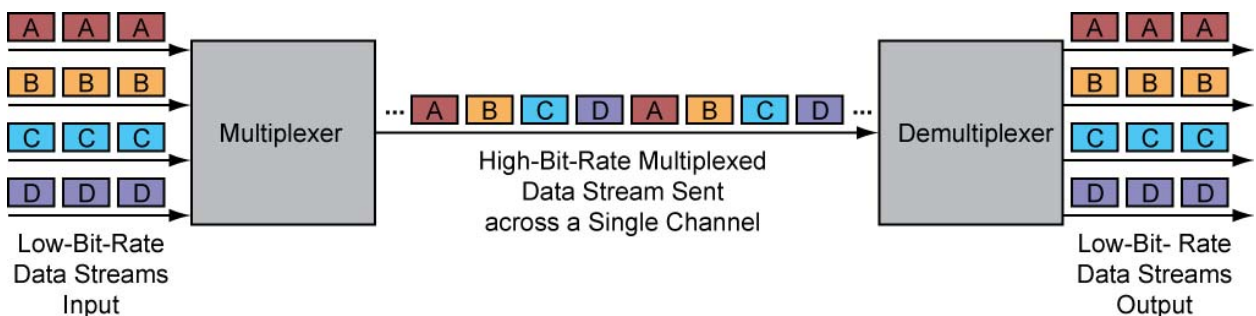 A A A
B B B
C C C
D D D
Low-Bit-Rate
Data Streams
Input
Multiplexer
... A B C D A B C D ...
High-Bit-Rate Multiplexed
Data Stream Sent
across a Single Channel
Demultiplexer
A A A
B B B
C C C
D D D
Low-Bit- Rate
Data Streams
Output